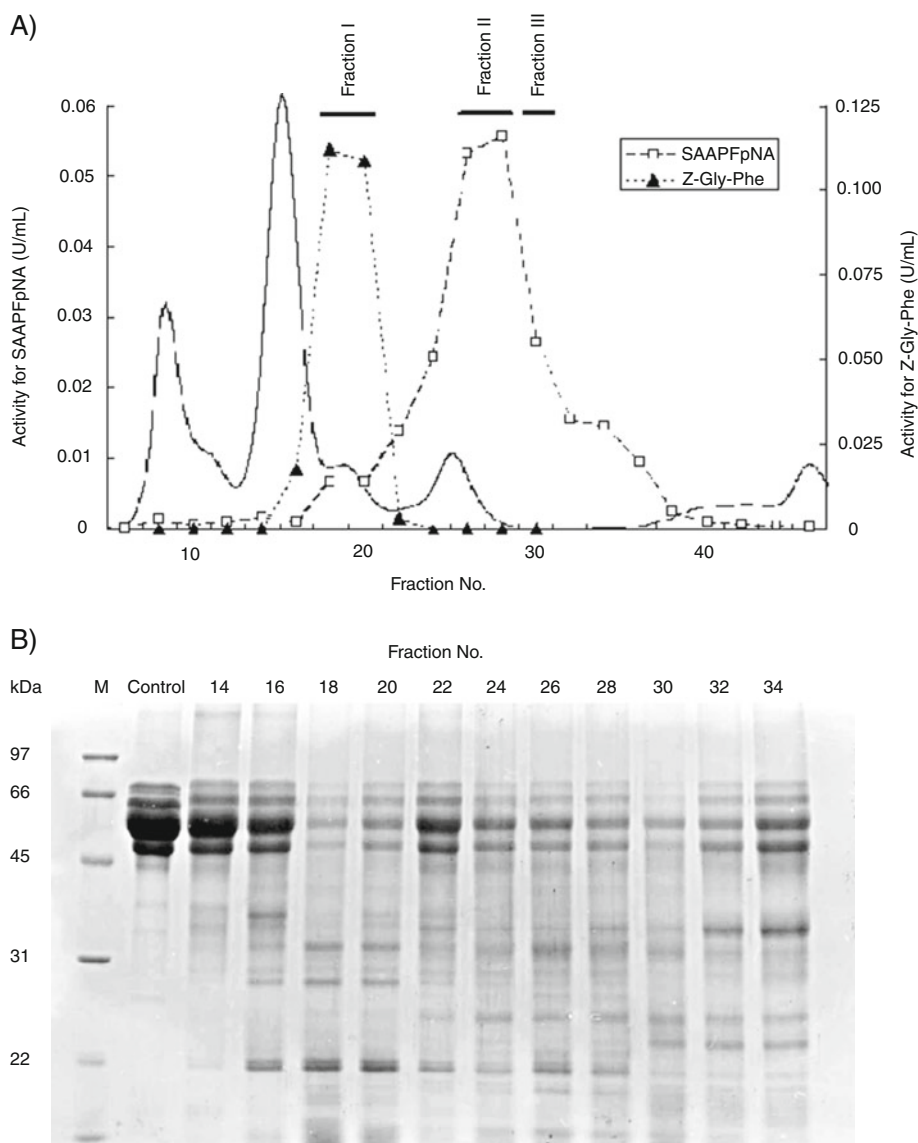 A)
Fraction I
Fraction II
Fraction III
0.06
0.05
0.04
0.03
0.02
0.01
0
Activity for SAAPFpNA (U/mL)
0.125
0.100
0.075
0.050
0.025
0
Activity for Z-Gly-Phe (U/mL)
SAAPFpNA
Z-Gly-Phe
10 20 30 40
Fraction No.
B)
Fraction No.
kDa M Control 14 16 18 20 22 24 26 28 30 32 34
97
66
45
31
22